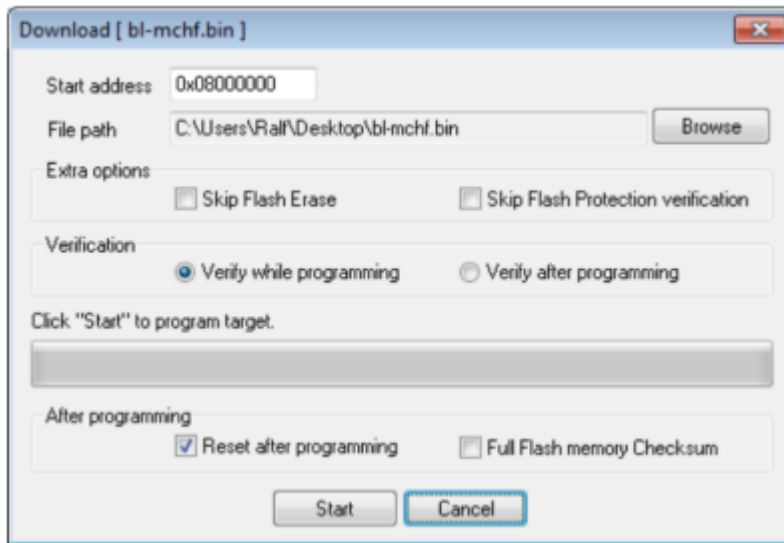 Download [ bl-mchf.bin ]
Start address 0x08000000
File path C:\Users\Ralf\Desktop\bl-mchf.bin Browse
Extra options
Skip Flash Erase Skip Flash Protection verification
Verification
Verify while programming Verify after programming
Click "Start" to program target.
After programming
Reset after programming Full Flash memory Checksum
Start Cancel